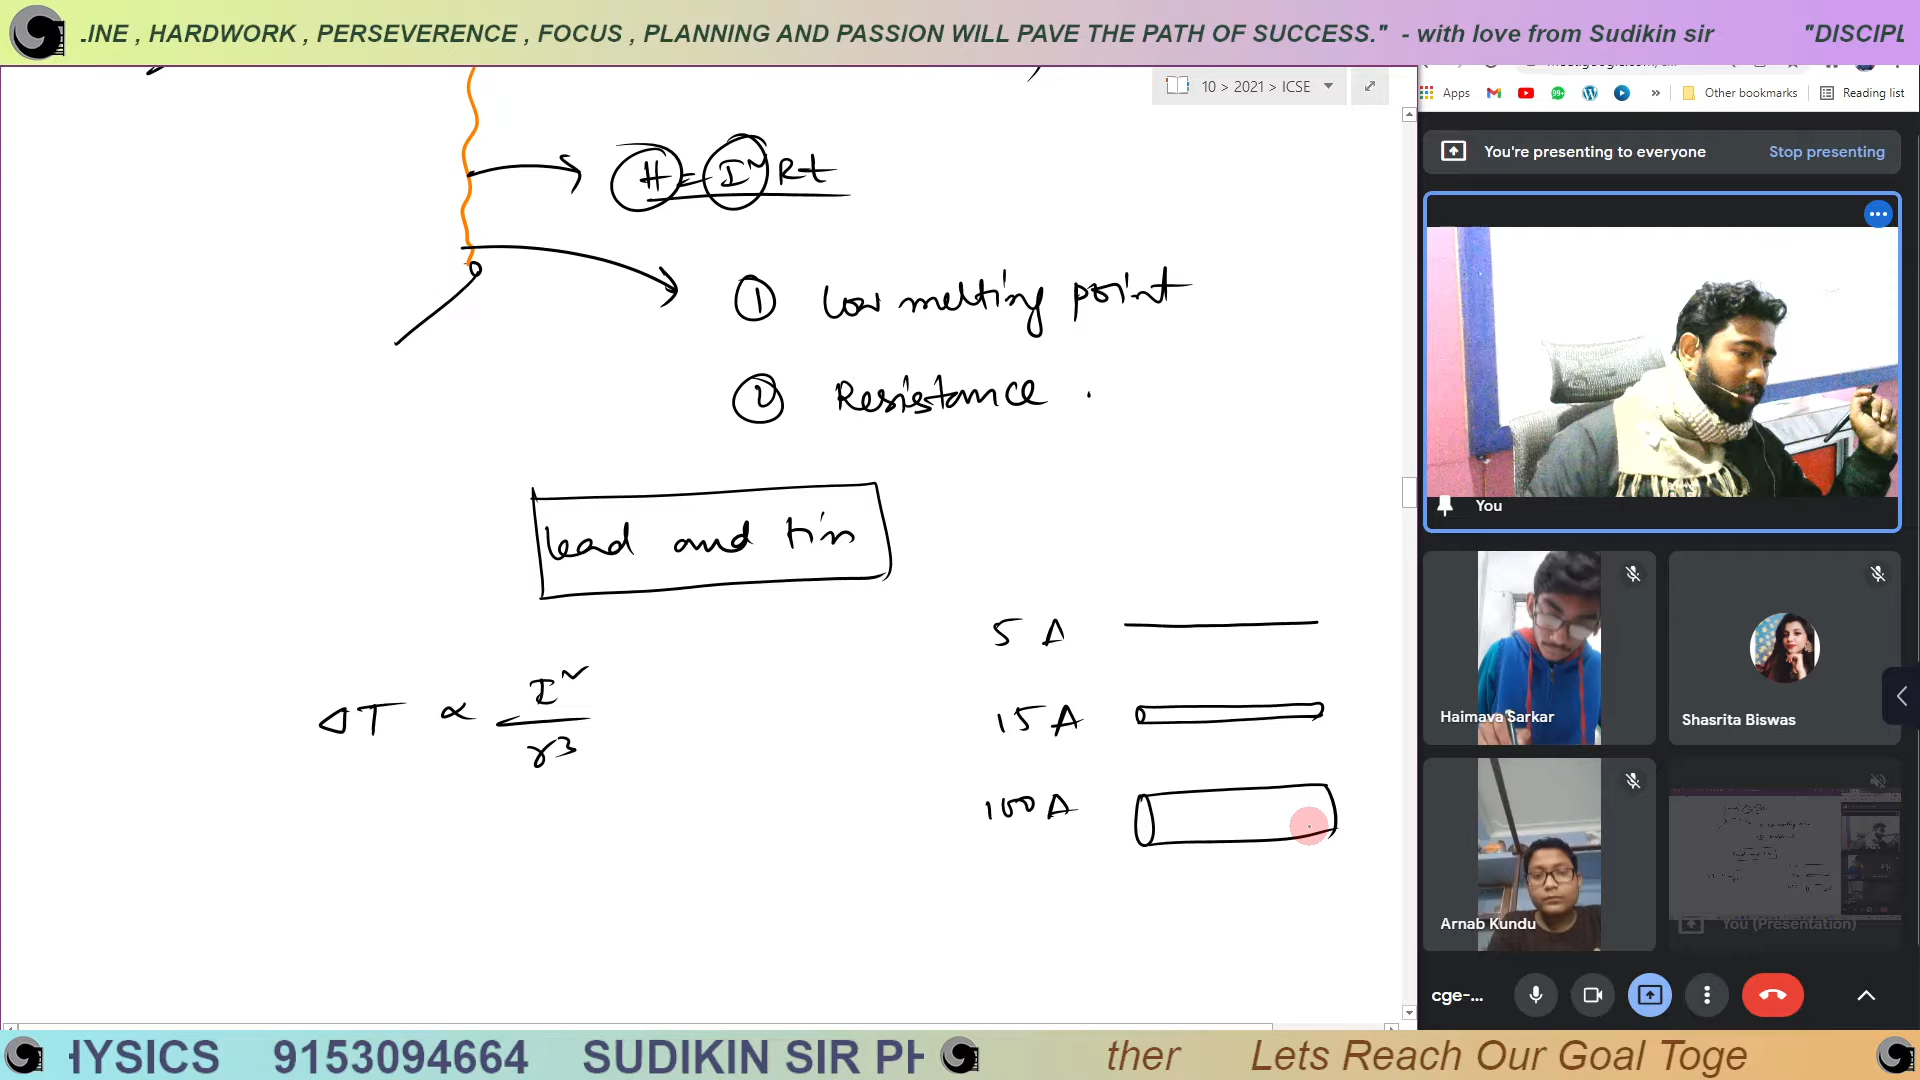 .INE , HARDWORK , PERSEVERENCE , FOCUS , PLANNING AND PASSION WILL PAVE THE PATH OF SUCCESS." - with love from Sudikin sir "DISCIPL
10 > 2021 > ICSE
Apps
99+
»
Other bookmarks
Reading list
You're presenting to everyone
Stop presenting
H = I² Rt
① low melting point
② Resistance .
You
lead and tin
5 A
ΔT ∝ I² / r³
15 A
100 A
Haimava Sarkar
Shasrita Biswas
Arnab Kundu
You (Presentation)
cge-...
HYSICS 9153094664 SUDIKIN SIR PH
ther Lets Reach Our Goal Toge